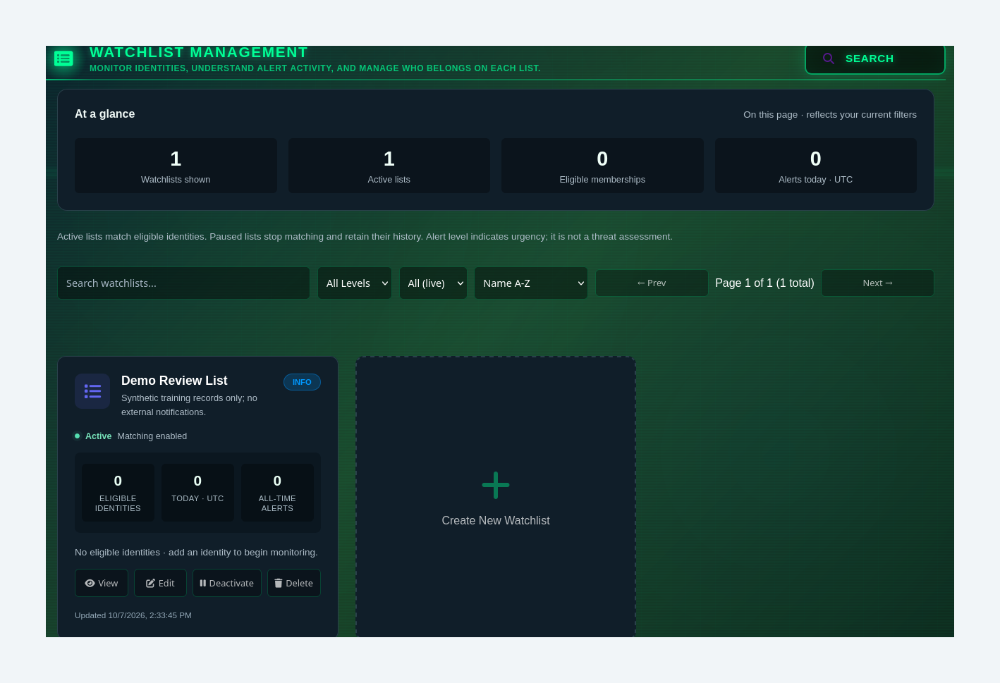 WATCHLIST MANAGEMENT
MONITOR IDENTITIES, UNDERSTAND ALERT ACTIVITY, AND MANAGE WHO BELONGS ON EACH LIST.
SEARCH
At a glance
On this page · reflects your current filters
1
Watchlists shown
1
Active lists
0
Eligible memberships
0
Alerts today · UTC
Active lists match eligible identities. Paused lists stop matching and retain their history. Alert level indicates urgency; it is not a threat assessment.
Search watchlists...
All Levels
All (live)
Name A-Z
← Prev
Page 1 of 1 (1 total)
Next →
Demo Review List
INFO
Synthetic training records only; no
external notifications.
Active Matching enabled
0
ELIGIBLE
IDENTITIES
0
TODAY · UTC
0
ALL-TIME
ALERTS
No eligible identities · add an identity to begin monitoring.
View
Edit
Deactivate
Delete
Updated 10/7/2026, 2:33:45 PM
Create New Watchlist